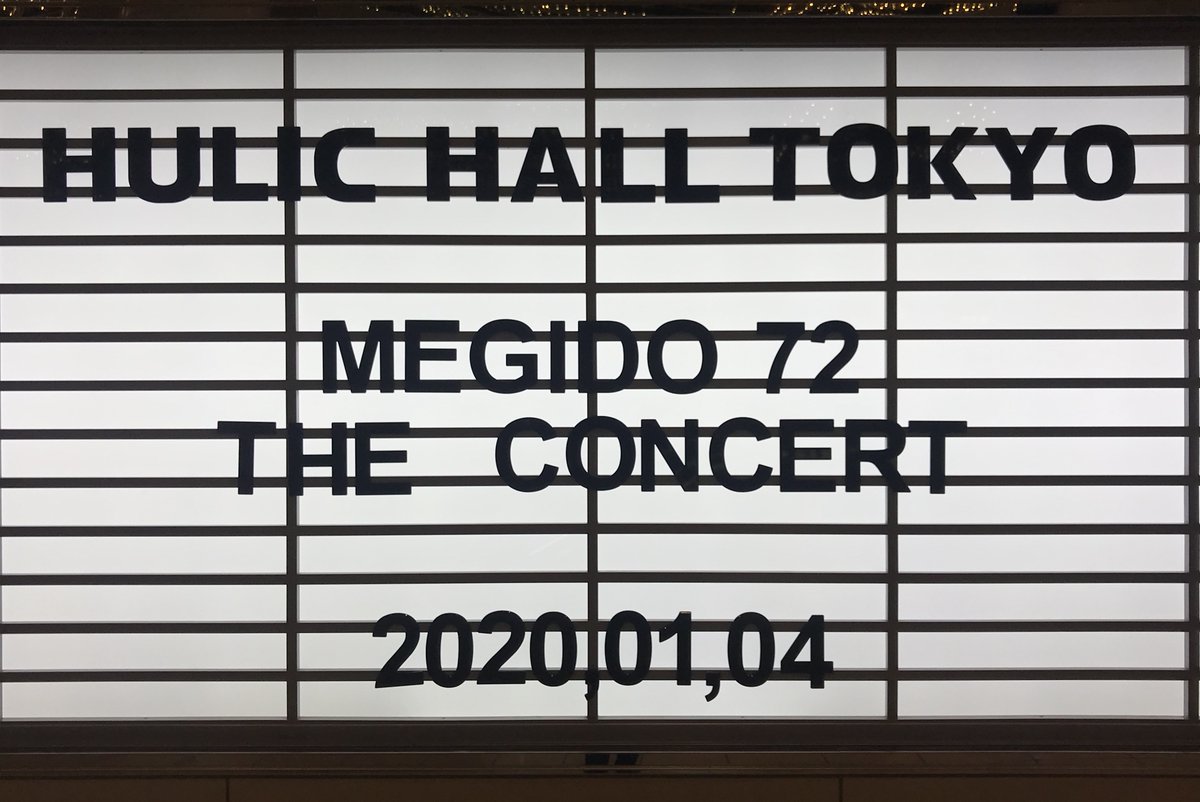 HULIC HALL TOKYO
MEGIDO 72
THE CONCERT
2020,01,04